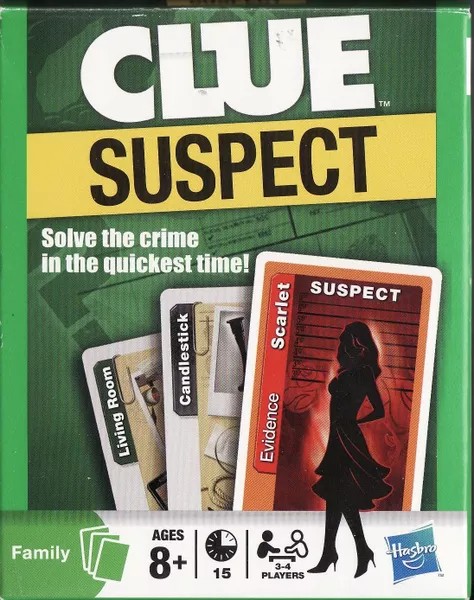 CLUE
™
SUSPECT
Solve the crime
in the quickest time!
Living Room
Candlestick
Evidence Scarlet
SUSPECT
Family
AGES
8+
15
3-4
PLAYERS
Hasbro
™